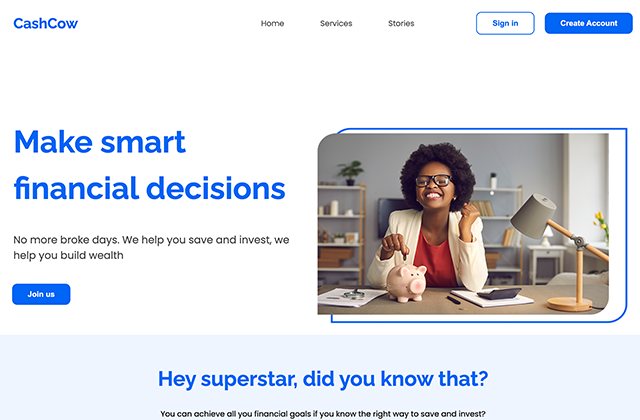 CashCow
Home
Services
Stories
Sign in
Create Account
Make smart
financial decisions
No more broke days. We help you save and invest, we
help you build wealth
Join us
Hey superstar, did you know that?
You can achieve all you financial goals if you know the right way to save and invest?